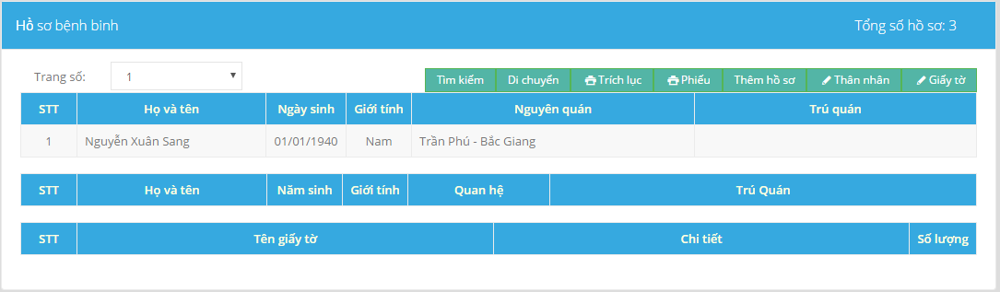 Hồ sơ bệnh binh Tổng số hồ sơ: 3
Trang số: 1 Tìm kiếm Di chuyển Trích lục Phiếu Thêm hồ sơ Thân nhân Giấy tờ
STT Họ và tên Ngày sinh Giới tính Nguyên quán Trú quán
1 Nguyễn Xuân Sang 01/01/1940 Nam Trần Phú - Bắc Giang
STT Họ và tên Năm sinh Giới tính Quan hệ Trú Quán
STT Tên giấy tờ Chi tiết Số lượng